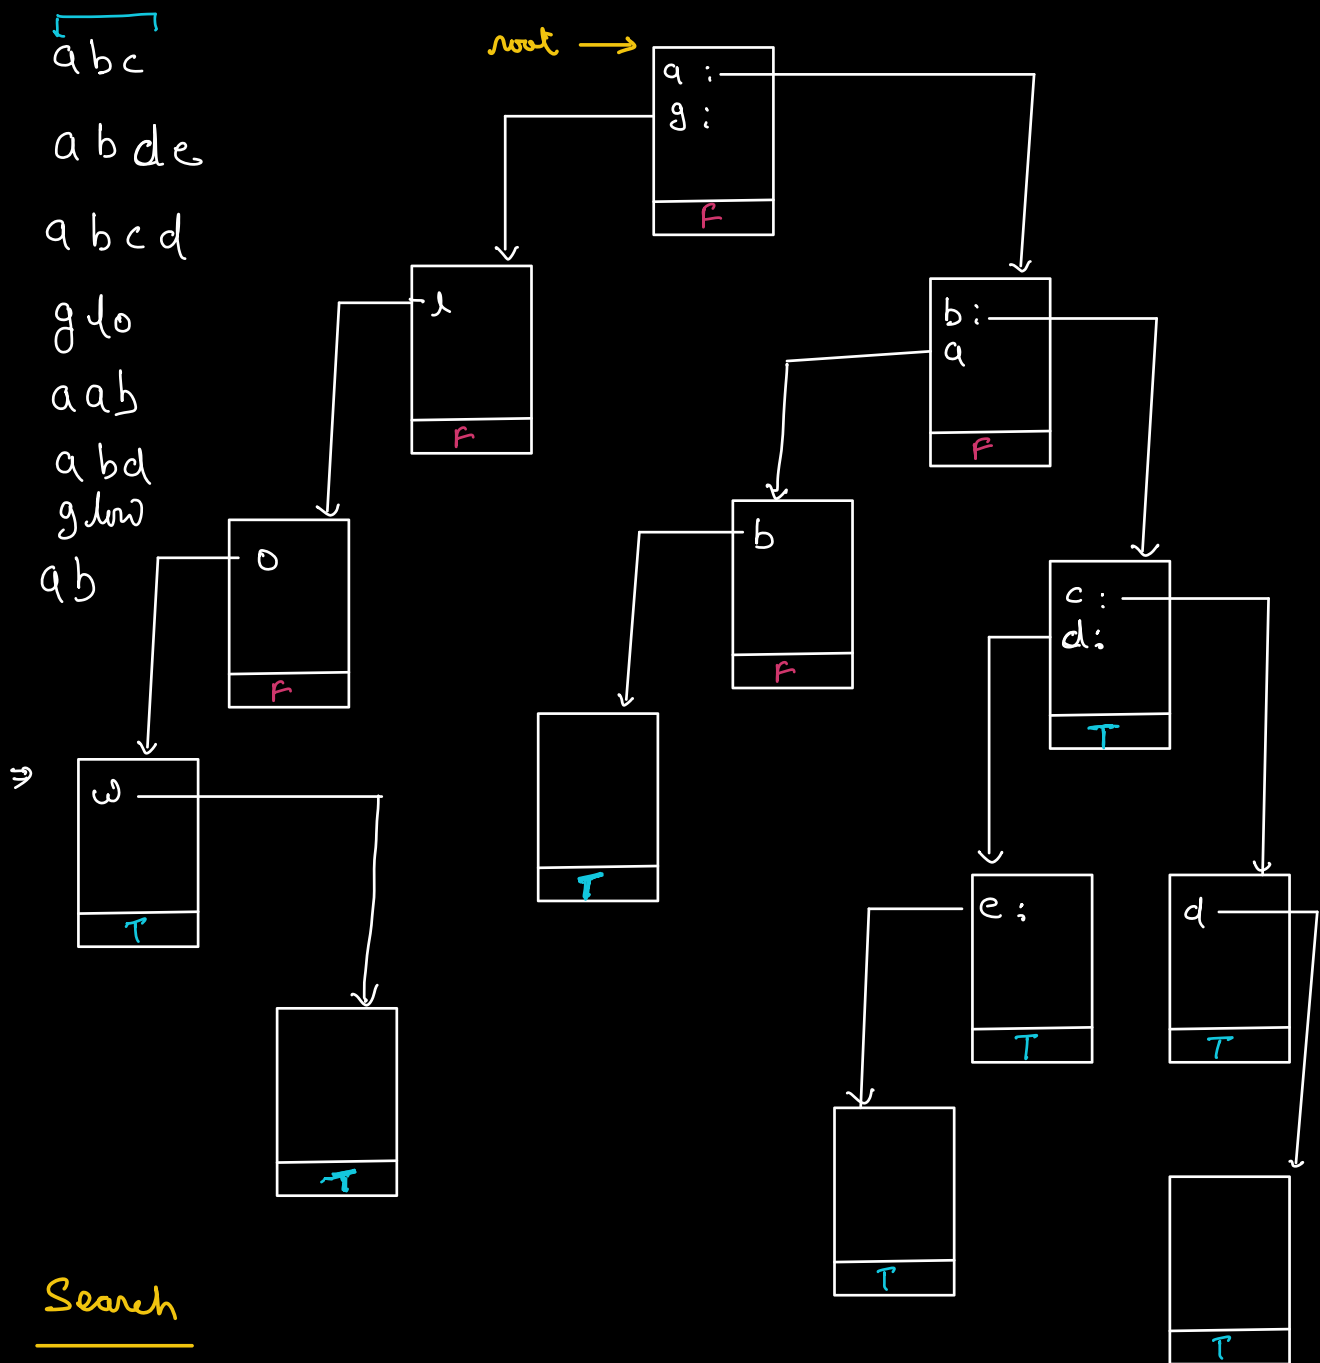 abc
abde
abcd
glo
aab
abd
glow
ab
root →
a :
g :
F
l
F
b :
a
F
o
F
b
F
c :
d :
T
⇒
w
T
T
e :
T
d
T
T
T
T
Search